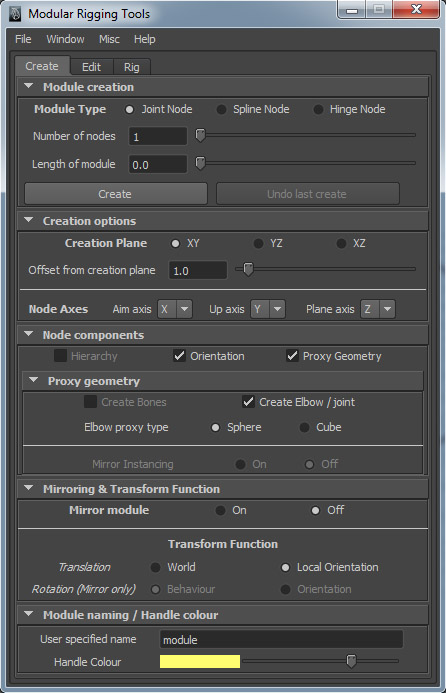 Modular Rigging Tools
File Window Misc Help
Create Edit Rig
Module creation
Module Type Joint Node Spline Node Hinge Node
Number of nodes 1
Length of module 0.0
Create Undo last create
Creation options
Creation Plane XY YZ XZ
Offset from creation plane 1.0
Node Axes Aim axis X Up axis Y Plane axis Z
Node components
Hierarchy Orientation Proxy Geometry
Proxy geometry
Create Bones Create Elbow / joint
Elbow proxy type Sphere Cube
Mirror Instancing On Off
Mirroring & Transform Function
Mirror module On Off
Transform Function
Translation World Local Orientation
Rotation (Mirror only) Behaviour Orientation
Module naming / Handle colour
User specified name module
Handle Colour